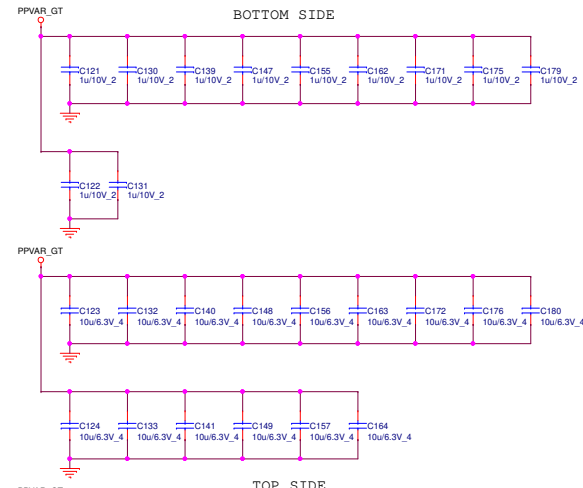 PPVAR_GT
BOTTOM SIDE
C121 C130 C139 C147 C155 C162 C171 C175 C179
1u/10V_2 1u/10V_2 1u/10V_2 1u/10V_2 1u/10V_2 1u/10V_2 1u/10V_2 1u/10V_2 1u/10V_2
C122 C131
1u/10V_2 1u/10V_2
PPVAR_GT
C123 C132 C140 C148 C156 C163 C172 C176 C180
10u/6.3V_4 10u/6.3V_4 10u/6.3V_4 10u/6.3V_4 10u/6.3V_4 10u/6.3V_4 10u/6.3V_4 10u/6.3V_4 10u/6.3V_4
C124 C133 C141 C149 C157 C164
10u/6.3V_4 10u/6.3V_4 10u/6.3V_4 10u/6.3V_4 10u/6.3V_4 10u/6.3V_4
PPVAR_GT
TOP SIDE